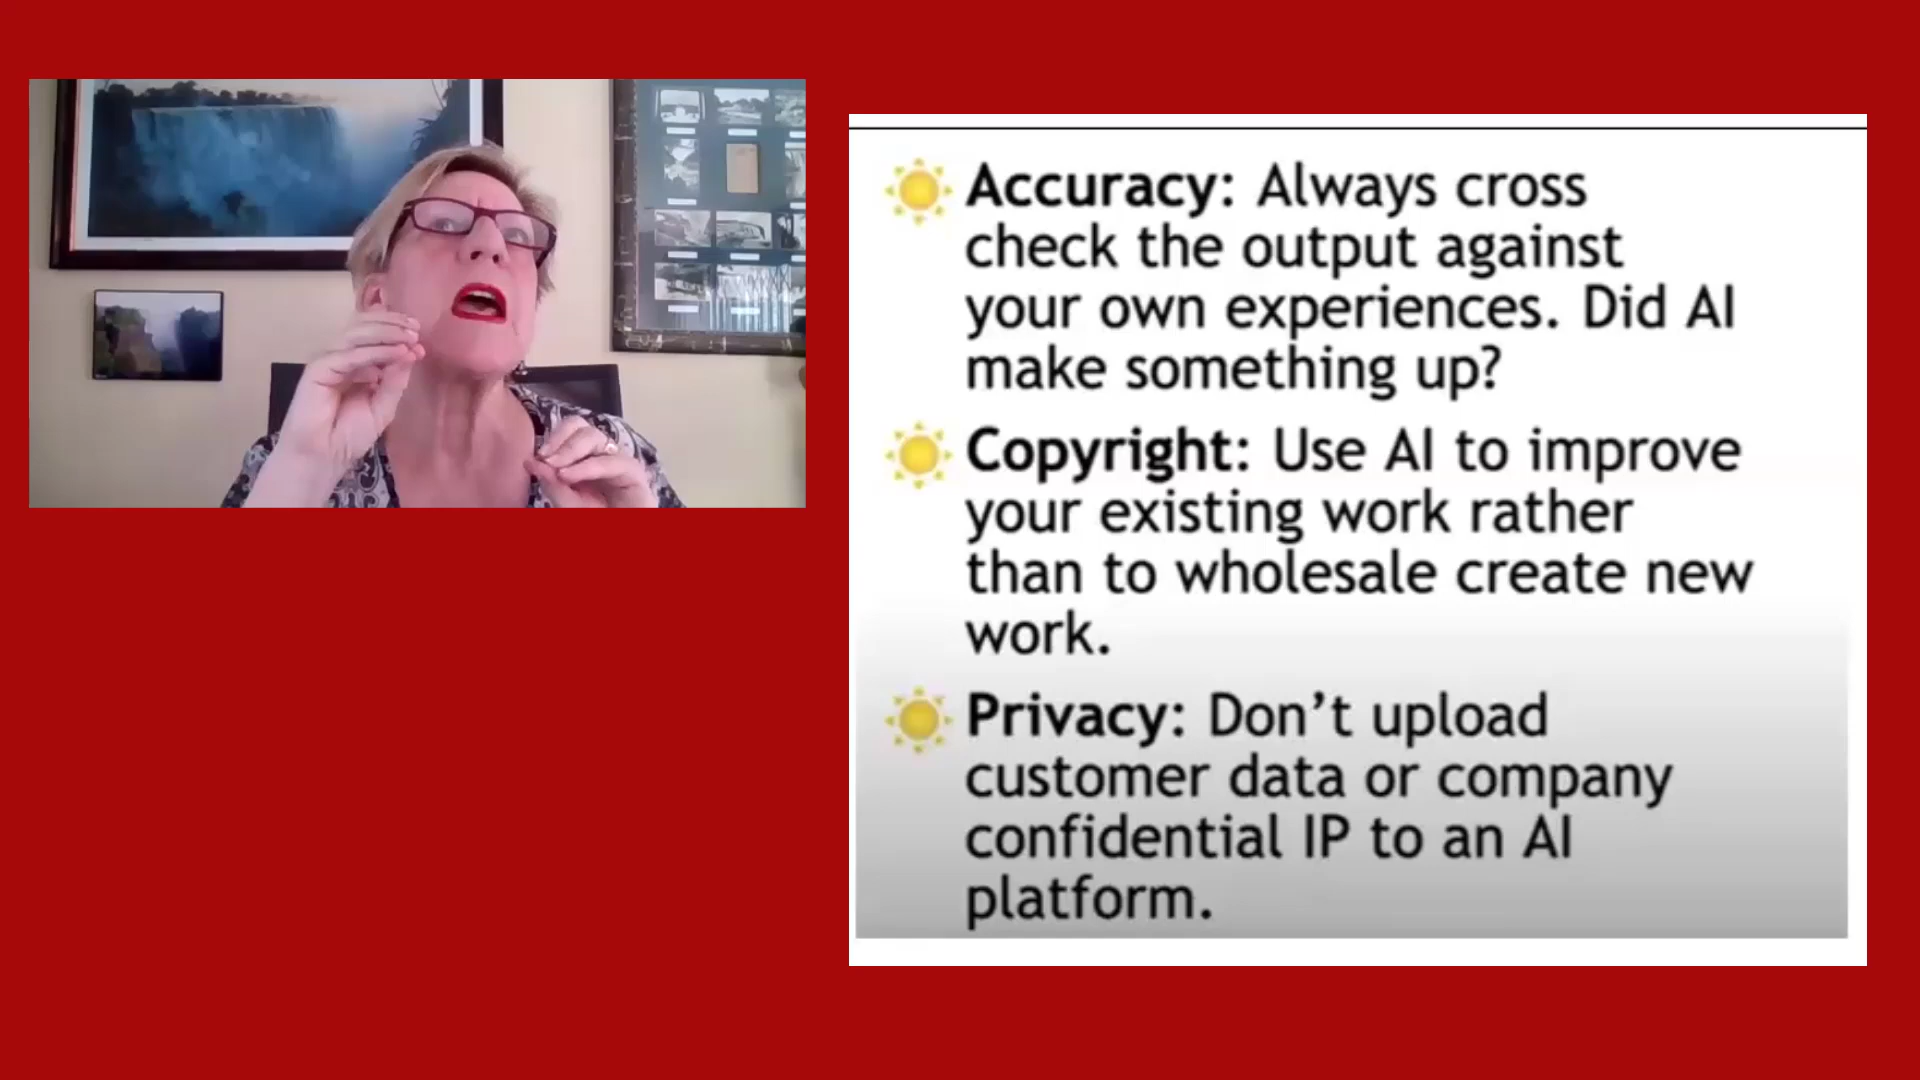 Accuracy: Always cross
check the output against
your own experiences. Did AI
make something up?
Copyright: Use AI to improve
your existing work rather
than to wholesale create new
work.
Privacy: Don’t upload
customer data or company
confidential IP to an AI
platform.